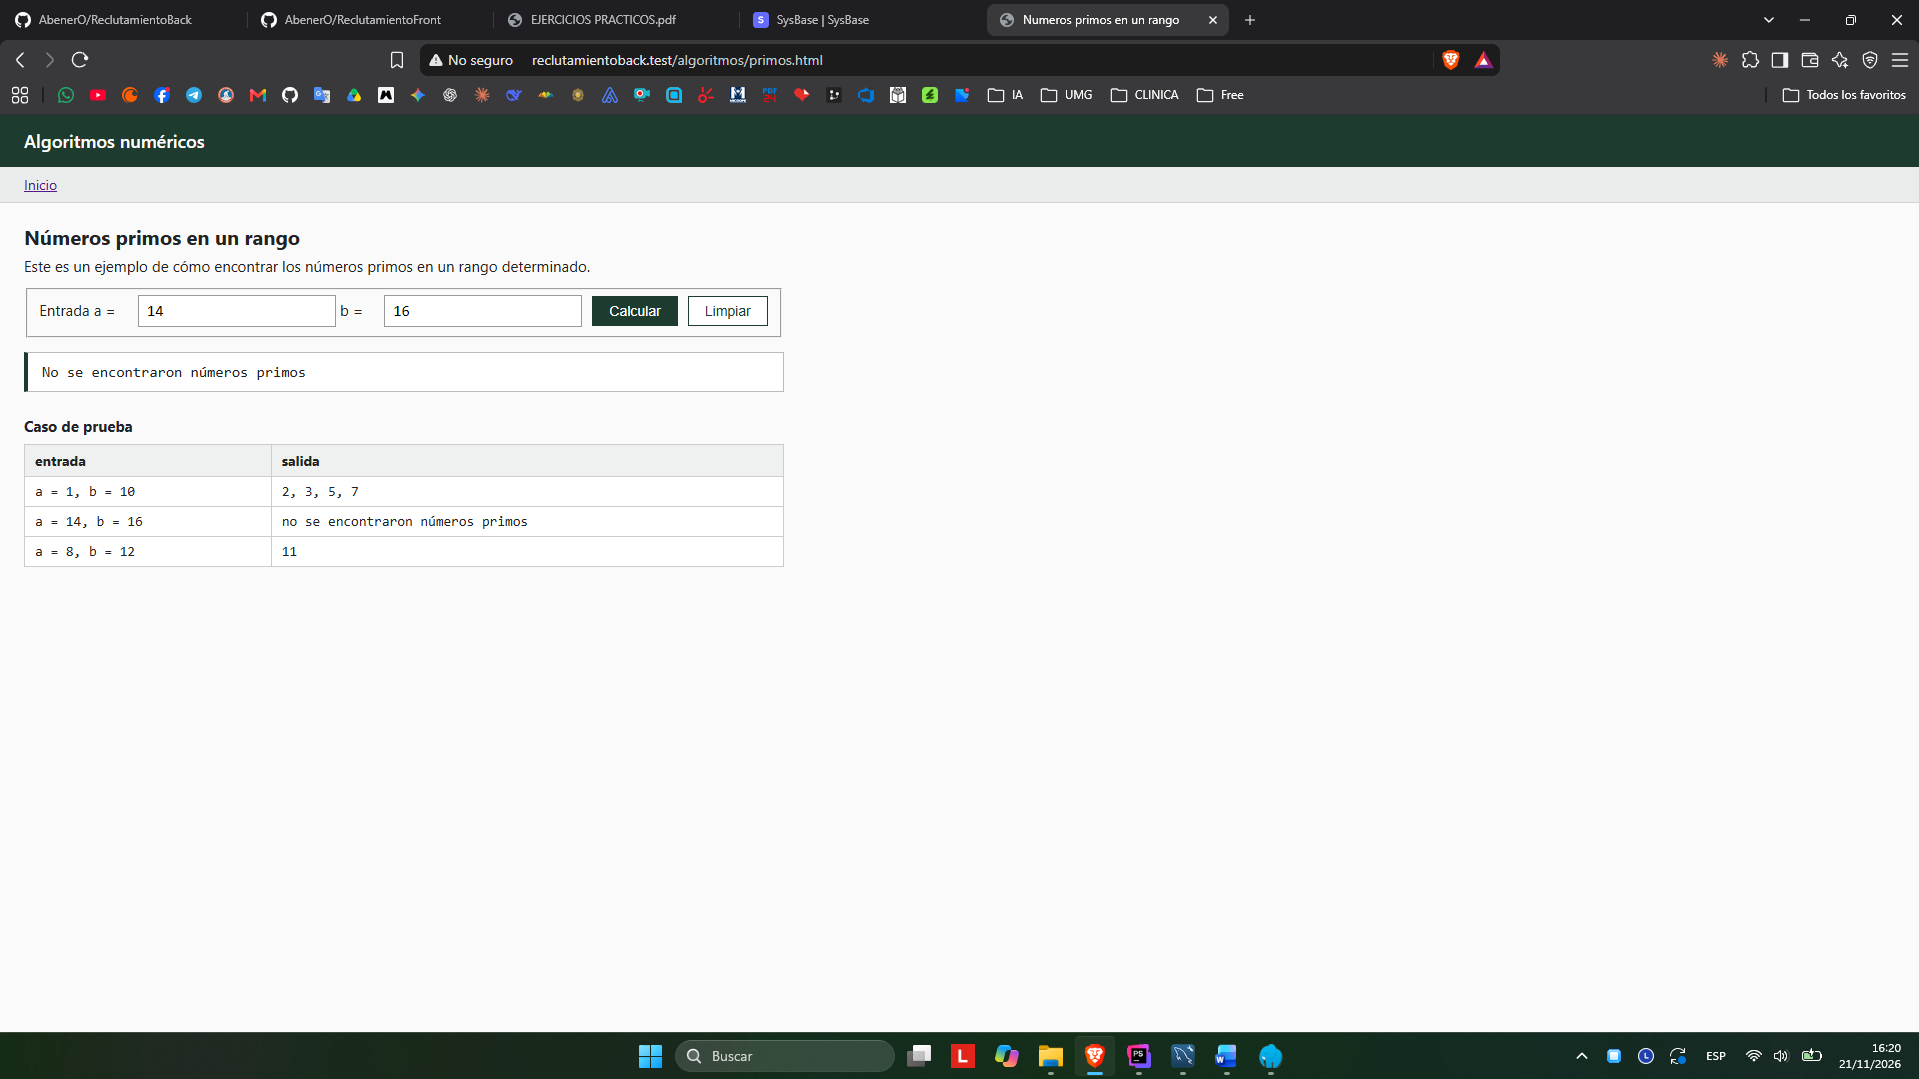 AbenerO/ReclutamientoBack
AbenerO/ReclutamientoFront
EJERCICIOS PRACTICOS.pdf
S SysBase | SysBase
Numeros primos en un rango
No seguro reclutamientoback.test/algoritmos/primos.html
IA UMG CLINICA Free Todos los favoritos
Algoritmos numéricos
Inicio
Números primos en un rango
Este es un ejemplo de cómo encontrar los números primos en un rango determinado.
Entrada a = 14 b = 16 Calcular Limpiar
No se encontraron números primos
Caso de prueba
entrada salida
a = 1, b = 10 2, 3, 5, 7
a = 14, b = 16 no se encontraron números primos
a = 8, b = 12 11
Buscar
L
PS
W
ESP
16:20
21/11/2026